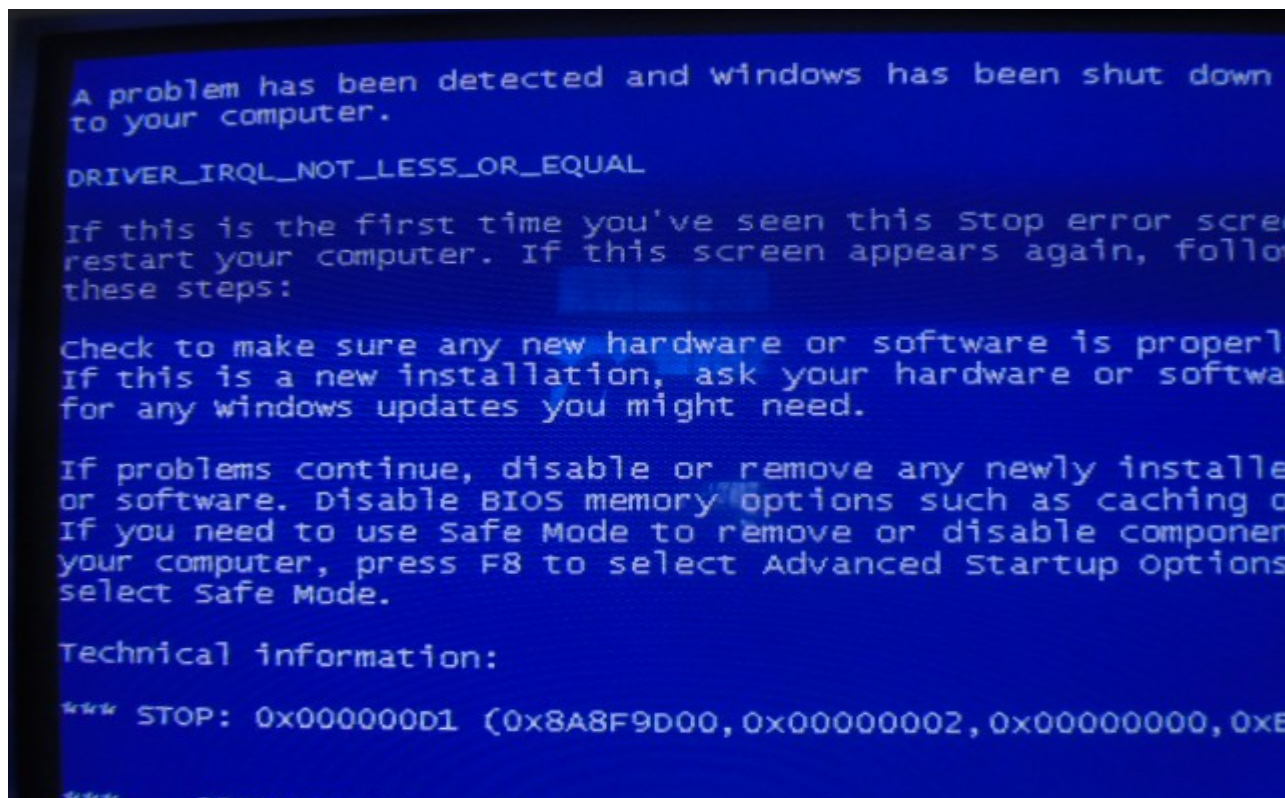 A problem has been detected and windows has been shut down
to your computer.
DRIVER_IRQL_NOT_LESS_OR_EQUAL
If this is the first time you've seen this Stop error scre
restart your computer. If this screen appears again, follo
these steps:
Check to make sure any new hardware or software is properl
If this is a new installation, ask your hardware or softwa
for any windows updates you might need.
If problems continue, disable or remove any newly installe
or software. Disable BIOS memory options such as caching
If you need to use Safe Mode to remove or disable componen
your computer, press F8 to select Advanced Startup Options
select Safe Mode.
Technical information:
*** STOP: 0x000000D1 (0x8A8F9D00,0x00000002,0x00000000,0x
***